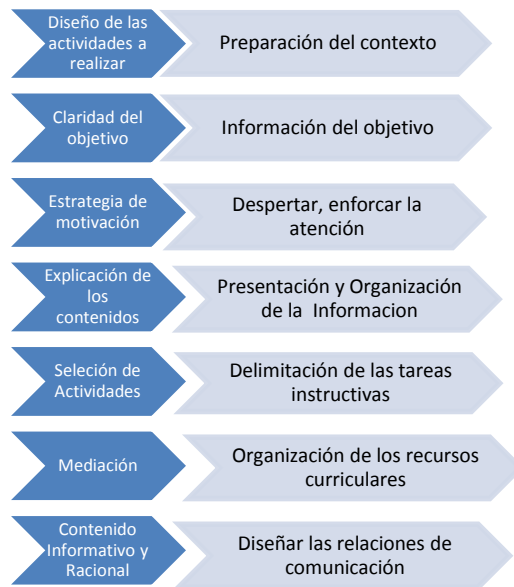 Diseño de las
actividades a
realizar
Preparación del contexto
Claridad del
objetivo
Información del objetivo
Estrategia de
motivación
Despertar, enforcar la
atención
Explicación de
los
contenidos
Presentación y Organización
de la Informacion
Seleción de
Actividades
Delimitación de las tareas
instructivas
Mediación
Organización de los recursos
curriculares
Contenido
Informativo y
Racional
Diseñar las relaciones de
comunicación